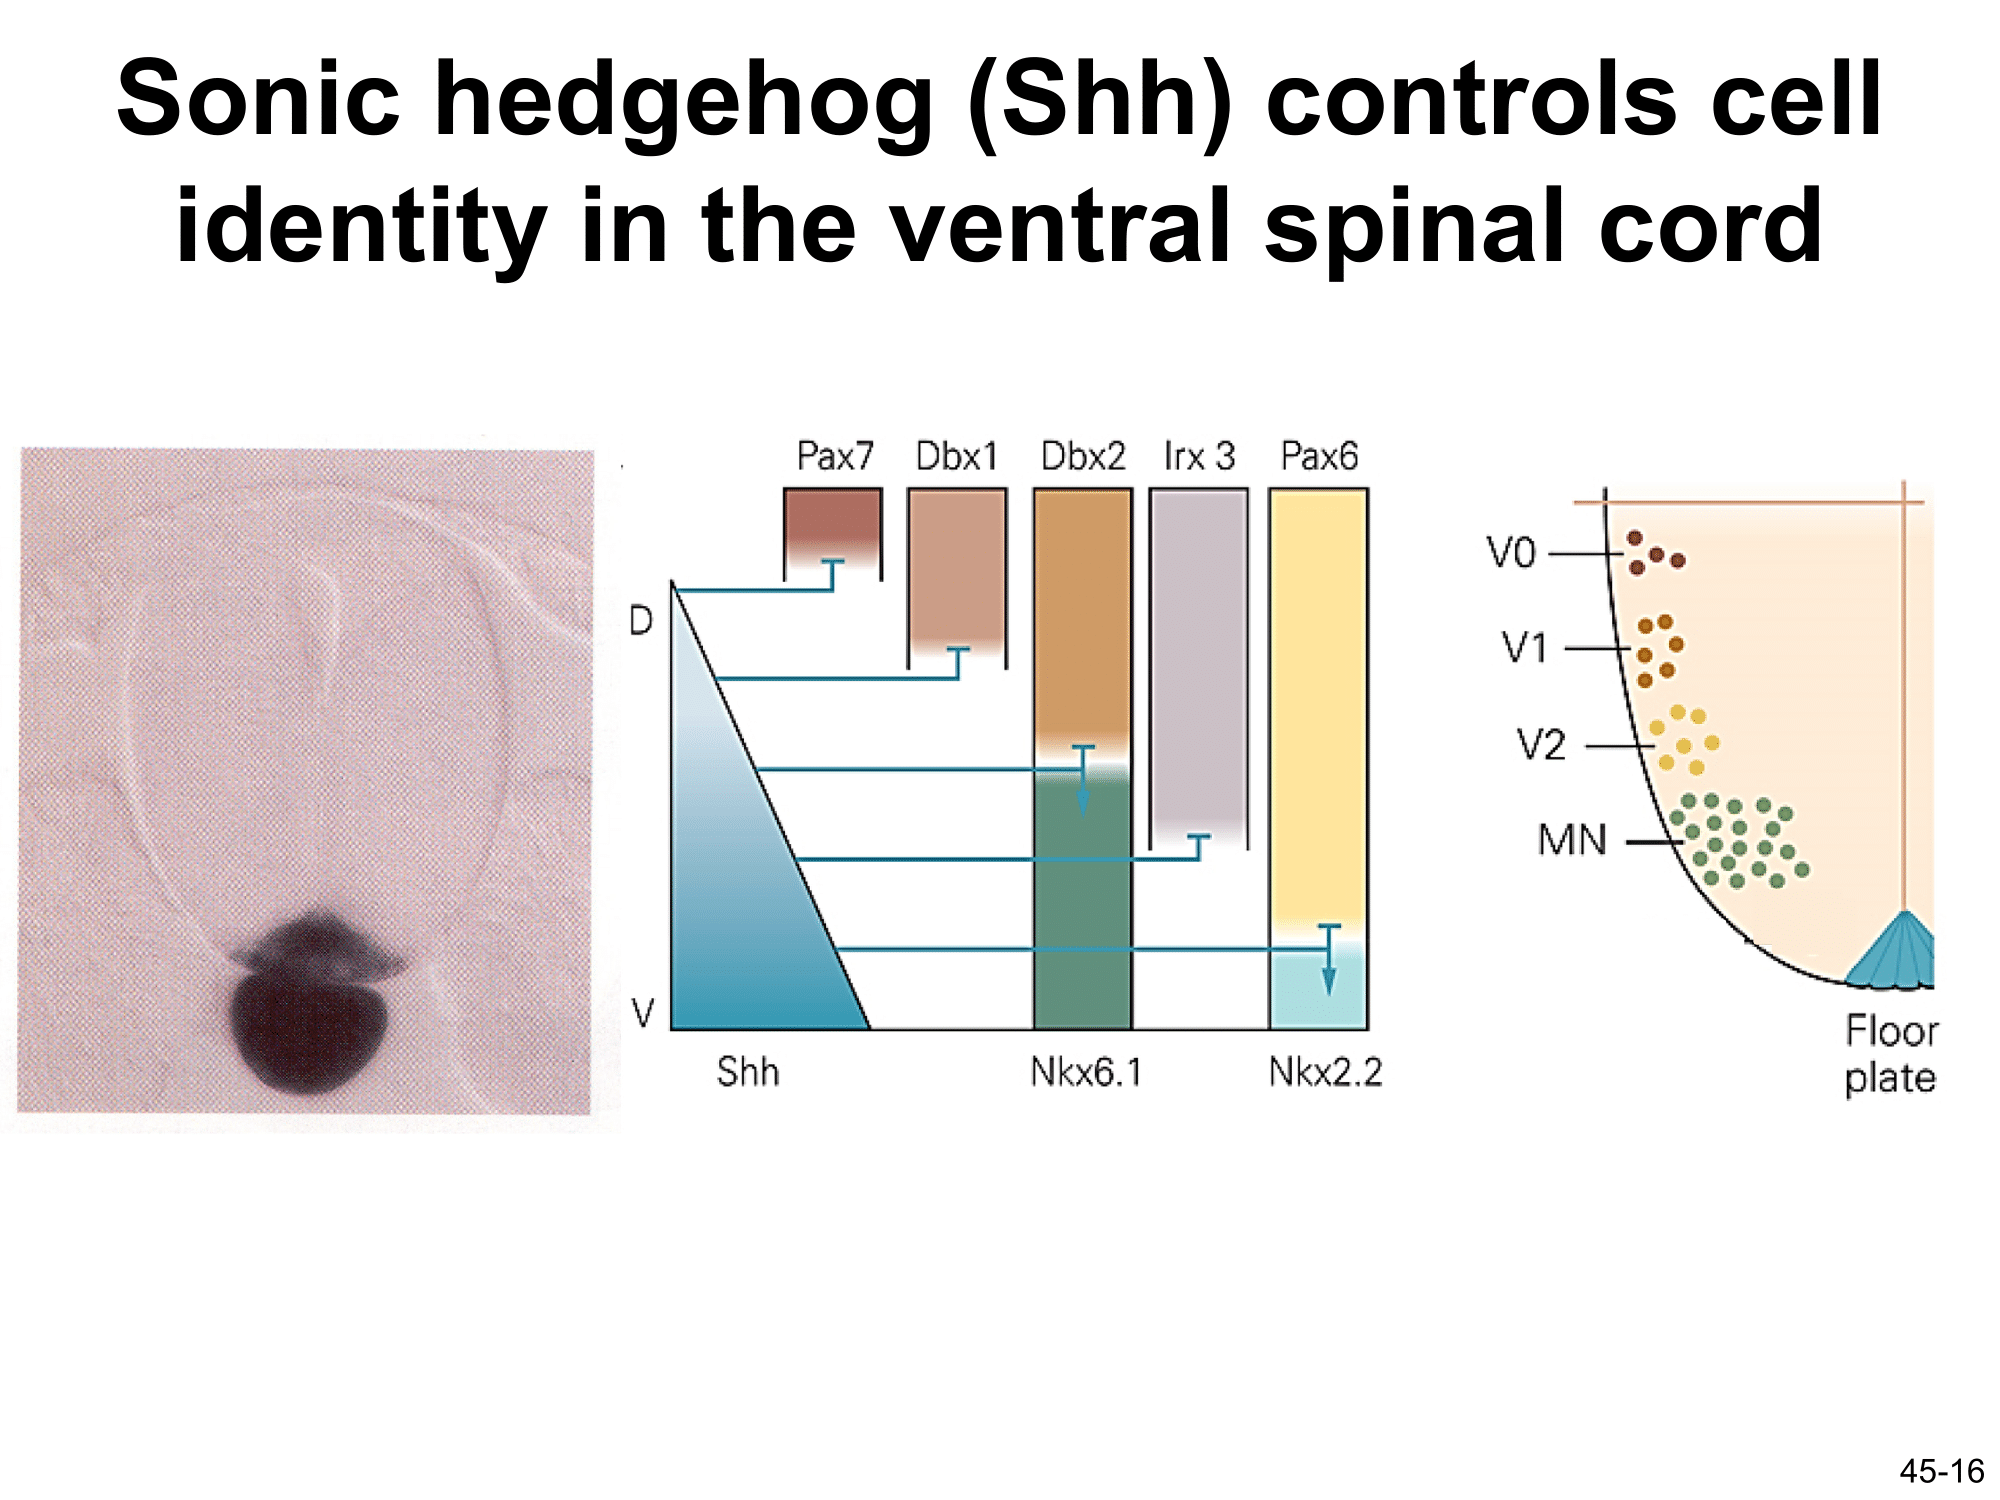 Sonic hedgehog (Shh) controls cell
identity in the ventral spinal cord
Pax7 Dbx1 Dbx2 Irx 3 Pax6
D
V
Shh Nkx6.1 Nkx2.2
V0
V1
V2
MN
Floor
plate
45-16